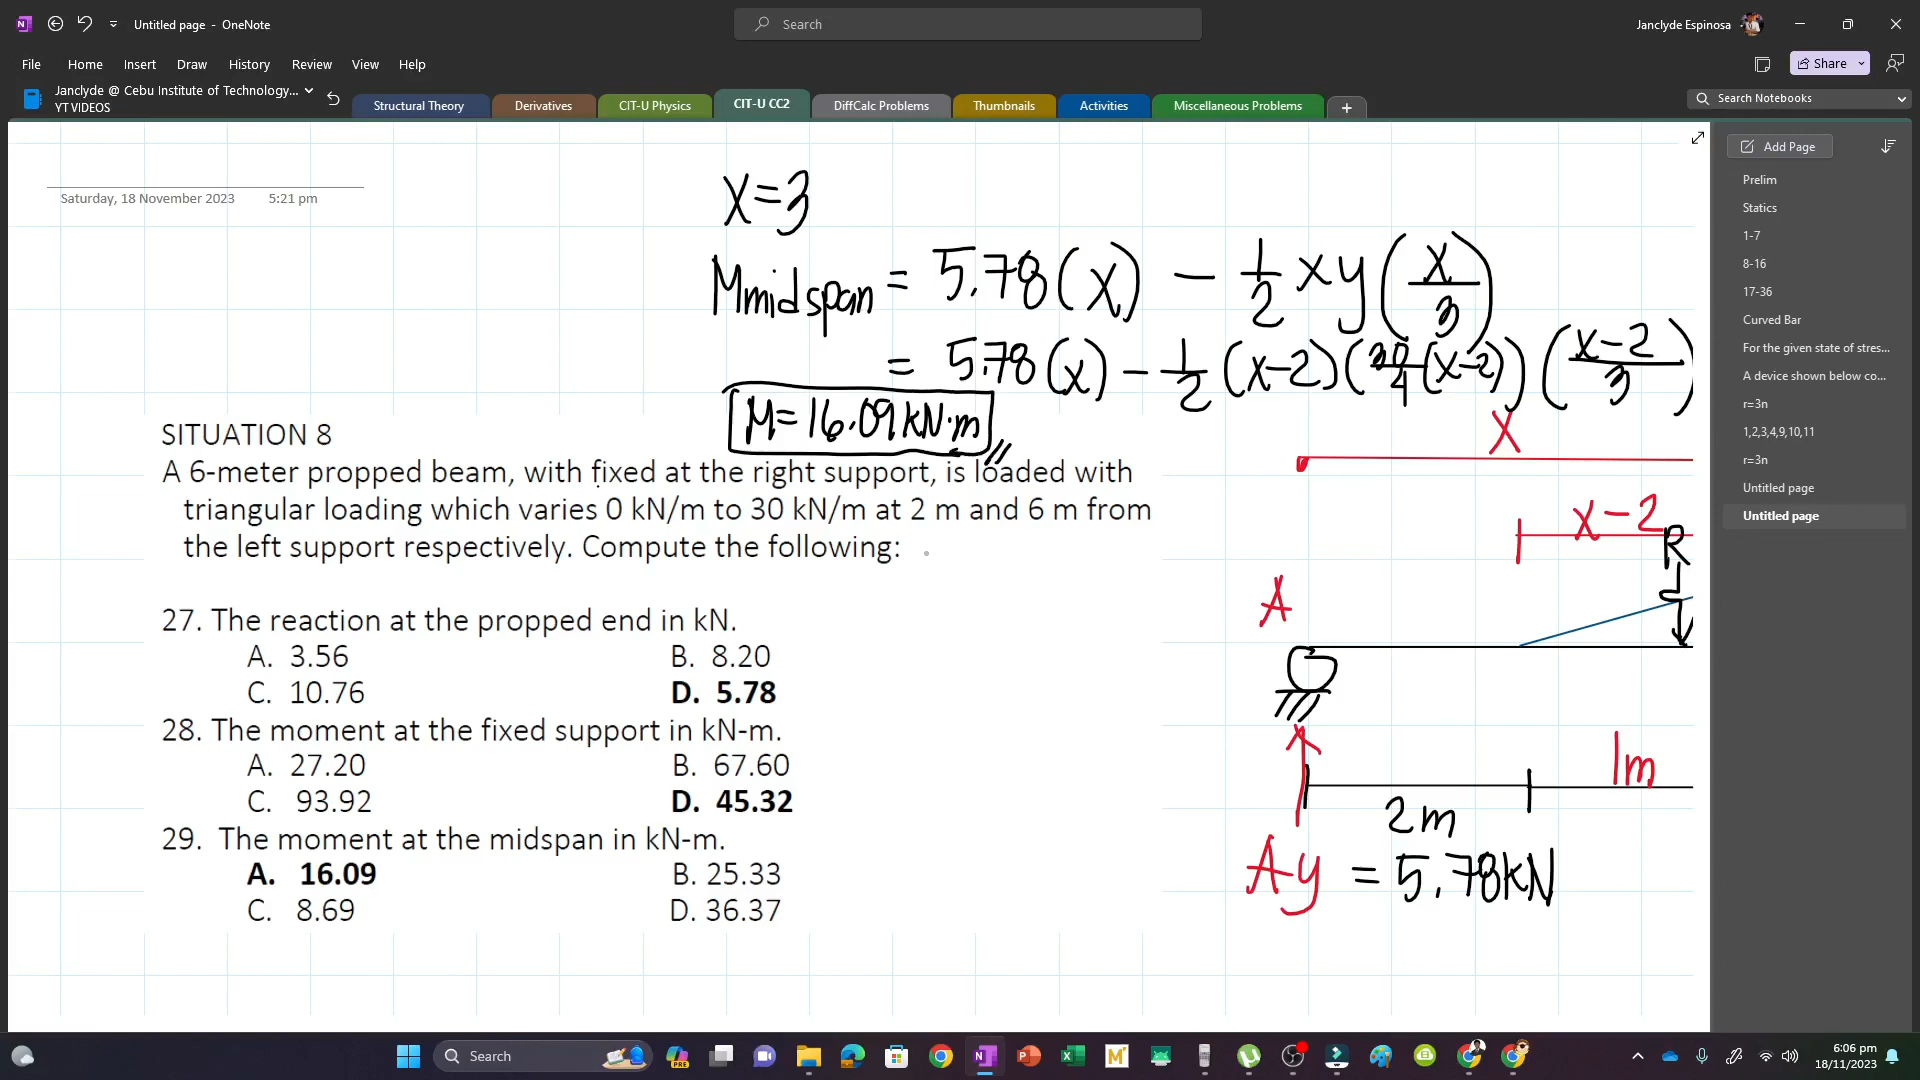 Untitled page - OneNote
Search
Janclyde Espinosa
File Home Insert Draw History Review View Help
Share
Janclyde @ Cebu Institute of Technology...
YT VIDEOS
Structural Theory
Derivatives
CIT-U Physics
CIT-U CC2
DiffCalc Problems
Thumbnails
Activities
Miscellaneous Problems
+
Search Notebooks
Add Page
Prelim
Statics
1-7
8-16
17-36
Curved Bar
For the given state of stres...
A device shown below co...
r=3n
1,2,3,4,9,10,11
r=3n
Untitled page
Untitled page
Saturday, 18 November 2023 5:21 pm
X=3
Mmidspan = 5.78(x) - 1/2 xy(x/3)
= 5.78(x) - 1/2 (x-2)(30/4 (x-2))(x-2/3)
M=16.09kN·m
SITUATION 8
A 6-meter propped beam, with fixed at the right support, is loaded with
triangular loading which varies 0 kN/m to 30 kN/m at 2 m and 6 m from
the left support respectively. Compute the following:
27. The reaction at the propped end in kN.
A. 3.56 B. 8.20
C. 10.76 D. 5.78
28. The moment at the fixed support in kN-m.
A. 27.20 B. 67.60
C. 93.92 D. 45.32
29. The moment at the midspan in kN-m.
A. 16.09 B. 25.33
C. 8.69 D. 36.37
X
x-2
R
A
1m
2m
Ay = 5.78kN
Search
PRE
6:06 pm
18/11/2023